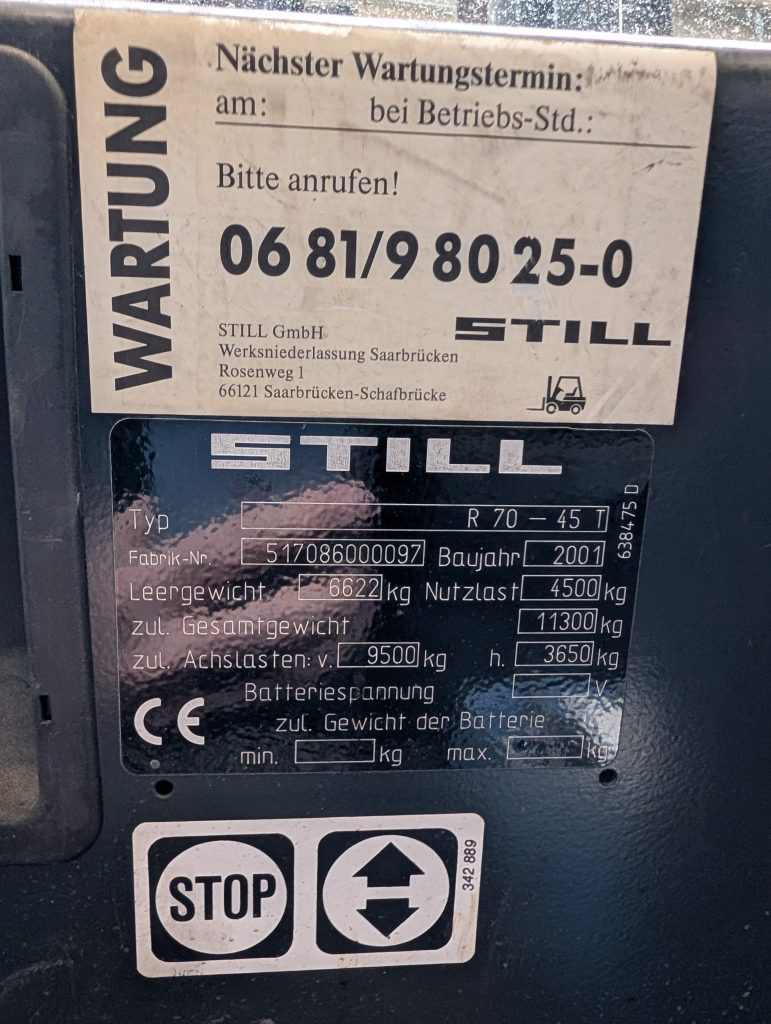 WARTUNG
Nächster Wartungstermin:
am: bei Betriebs-Std.:
Bitte anrufen!
06 81/9 80 25-0
STILL GmbH
Werksniederlassung Saarbrücken
Rosenweg 1
66121 Saarbrücken-Schafbrücke
STILL
STILL
Typ R 70 - 45 T
Fabrik-Nr. 517086000097 Baujahr 2001
Leergewicht 6622 kg Nutzlast 4500 kg
zul. Gesamtgewicht 11300 kg
zul. Achslasten: v. 9500 kg h. 3650 kg
Batteriespannung V
CE zul. Gewicht der Batterie
min. kg max. kg
638475 D
STOP
342 889